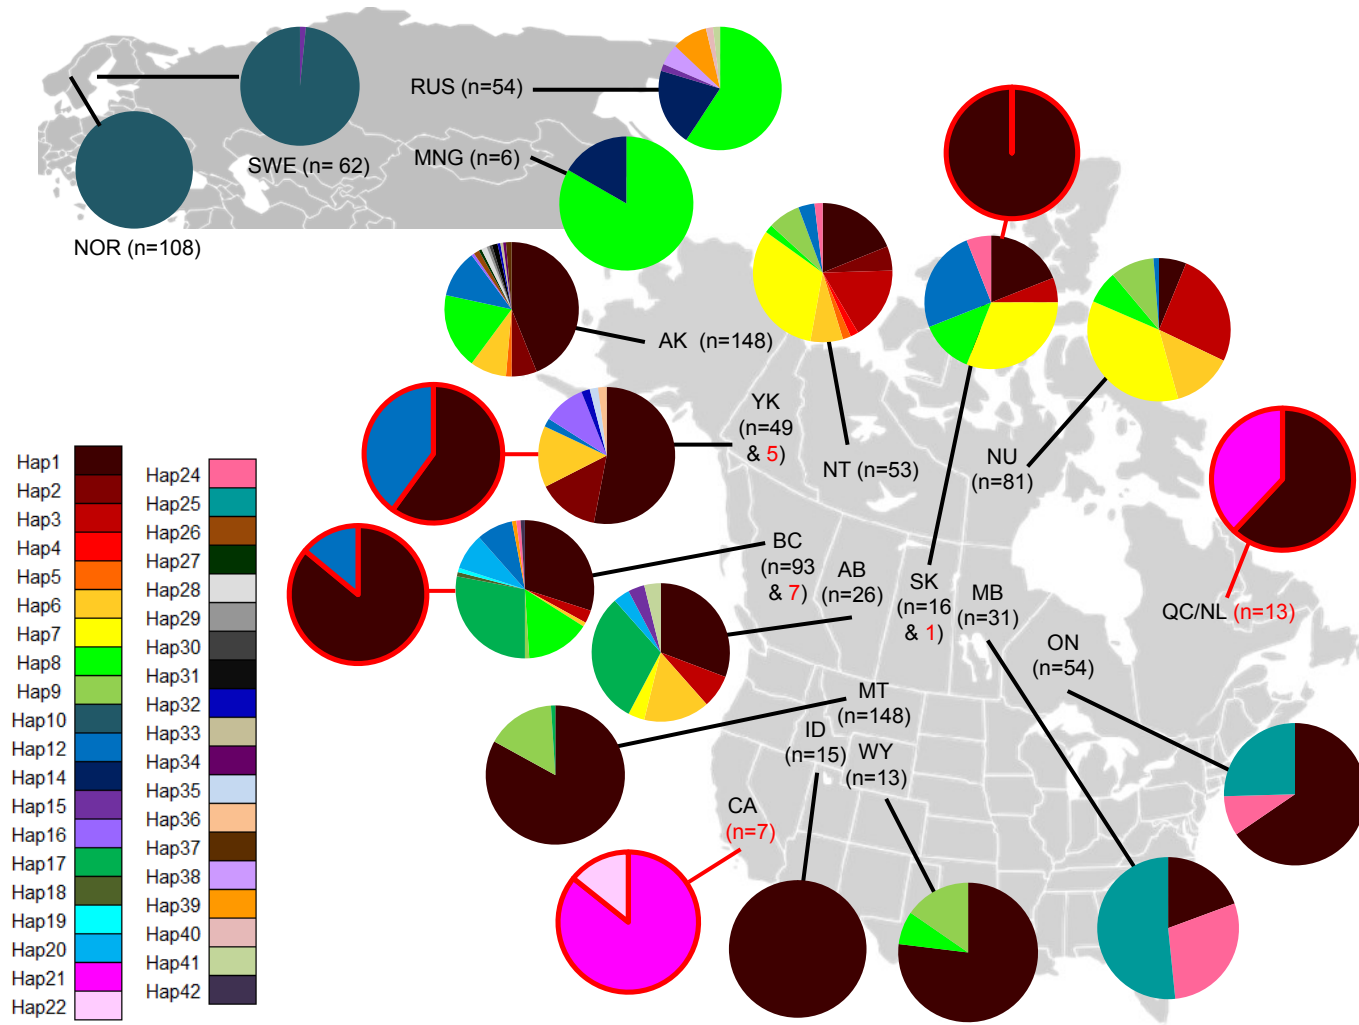 RUS (n=54)
SWE (n= 62)
MNG (n=6)
NOR (n=108)
AK (n=148)
YK
(n=49
& 5)
NT (n=53)
NU
(n=81)
BC
(n=93
& 7)
AB
(n=26)
SK
(n=16
& 1)
MB
(n=31)
QC/NL (n=13)
ON
(n=54)
MT
(n=148)
ID
(n=15)
WY
(n=13)
CA
(n=7)
Hap1
Hap2
Hap3
Hap4
Hap5
Hap6
Hap7
Hap8
Hap9
Hap10
Hap12
Hap14
Hap15
Hap16
Hap17
Hap18
Hap19
Hap20
Hap21
Hap22
Hap24
Hap25
Hap26
Hap27
Hap28
Hap29
Hap30
Hap31
Hap32
Hap33
Hap34
Hap35
Hap36
Hap37
Hap38
Hap39
Hap40
Hap41
Hap42